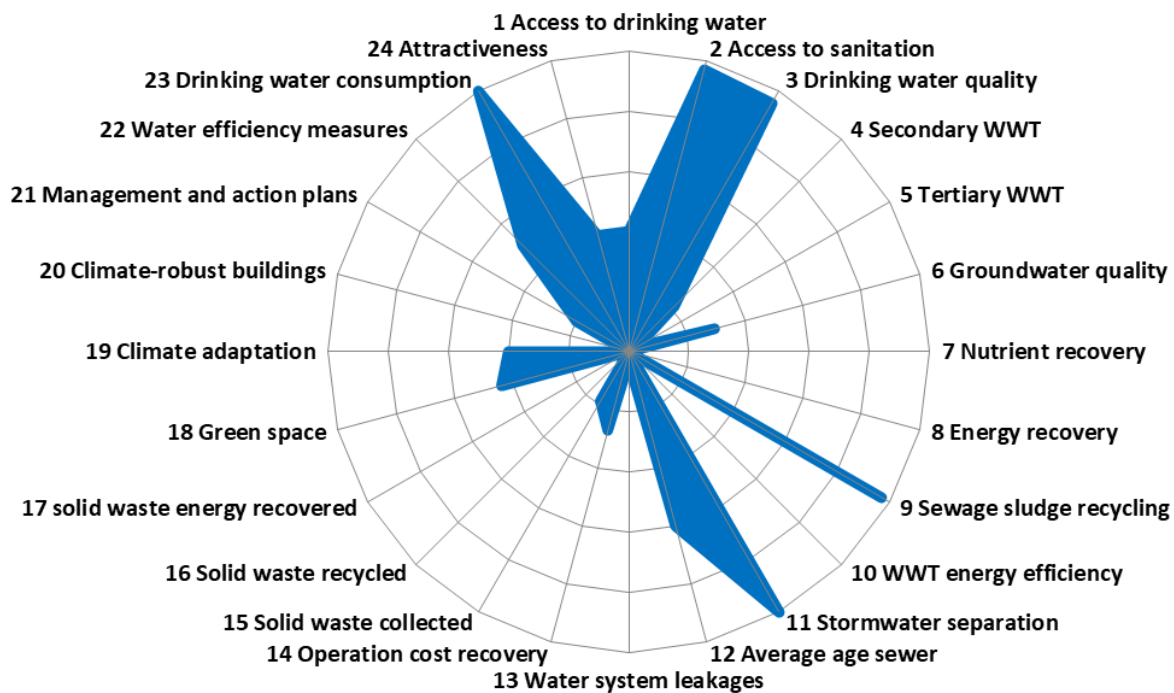 1 Access to drinking water
2 Access to sanitation
3 Drinking water quality
4 Secondary WWT
5 Tertiary WWT
6 Groundwater quality
7 Nutrient recovery
8 Energy recovery
9 Sewage sludge recycling
10 WWT energy efficiency
11 Stormwater separation
12 Average age sewer
13 Water system leakages
14 Operation cost recovery
15 Solid waste collected
16 Solid waste recycled
17 solid waste energy recovered
18 Green space
19 Climate adaptation
20 Climate-robust buildings
21 Management and action plans
22 Water efficiency measures
23 Drinking water consumption
24 Attractiveness